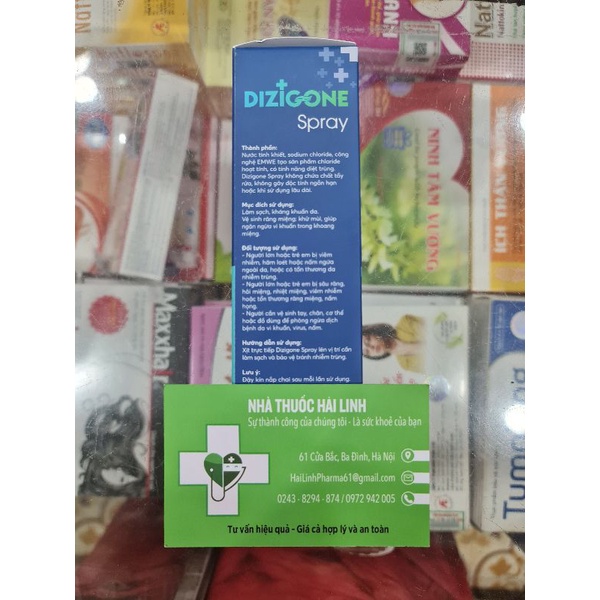 DIZIGONE
Spray
Thành phần:
Nước tinh khiết, sodium chloride, công
nghệ EMWE tạo sản phẩm chloride
hoạt tính, có tính năng diệt trùng.
Dizigone Spray không chứa chất tẩy
rửa, không gây độc tính ngắn hạn
hoặc khi sử dụng lâu dài.
Mục đích sử dụng:
Làm sạch, kháng khuẩn da.
Vệ sinh răng miệng: khử mùi, giúp
ngăn ngừa vi khuẩn trong khoang
miệng.
Đối tượng sử dụng:
- Người lớn hoặc trẻ em bị viêm
nhiễm, hăm loét hoặc nấm ngứa
ngoài da, hoặc có tổn thương da
nhiễm trùng.
- Người lớn hoặc trẻ em bị sâu răng,
hôi miệng, nhiệt miệng, viêm nhiễm
hoặc tổn thương răng miệng, nấm
họng.
- Người cần vệ sinh tay, chân, cơ thể
hoặc đồ dùng để phòng ngừa dịch
bệnh do vi khuẩn, virus, nấm.
Hướng dẫn sử dụng:
Xịt trực tiếp Dizigone Spray lên vị trí cần
làm sạch và bảo vệ tránh nhiễm trùng.
Lưu ý:
Đậy kín nắp chai sau mỗi lần sử dụng.
NHÀ THUỐC HẢI LINH
Sự thành công của chúng tôi - Là sức khoẻ của bạn
61 Cửa Bắc, Ba Đình, Hà Nội
HaiLinhPharma61@gmail.com
0243 - 8294 - 874 / 0972 942 005
Tư vấn hiệu quả - Giá cả hợp lý và an toàn
NINH TÂM VƯƠNG
ÍCH THẬN
Maxxhair